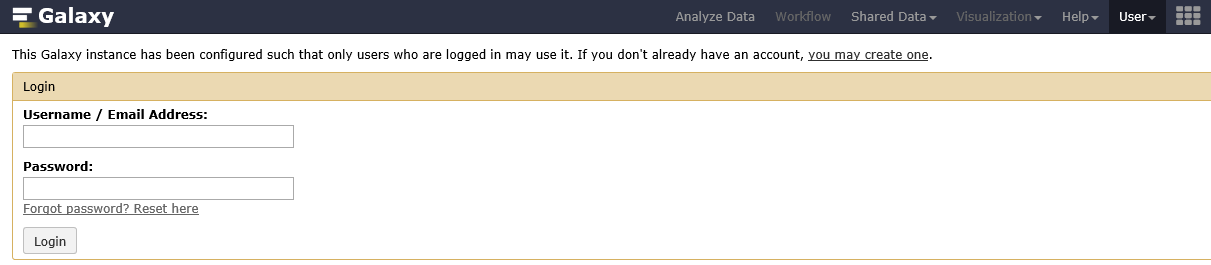 Galaxy Analyze Data Workflow Shared Data Visualization Help User
This Galaxy instance has been configured such that only users who are logged in may use it. If you don't already have an account, you may create one.
Login
Username / Email Address:
Password:
Forgot password? Reset here
Login